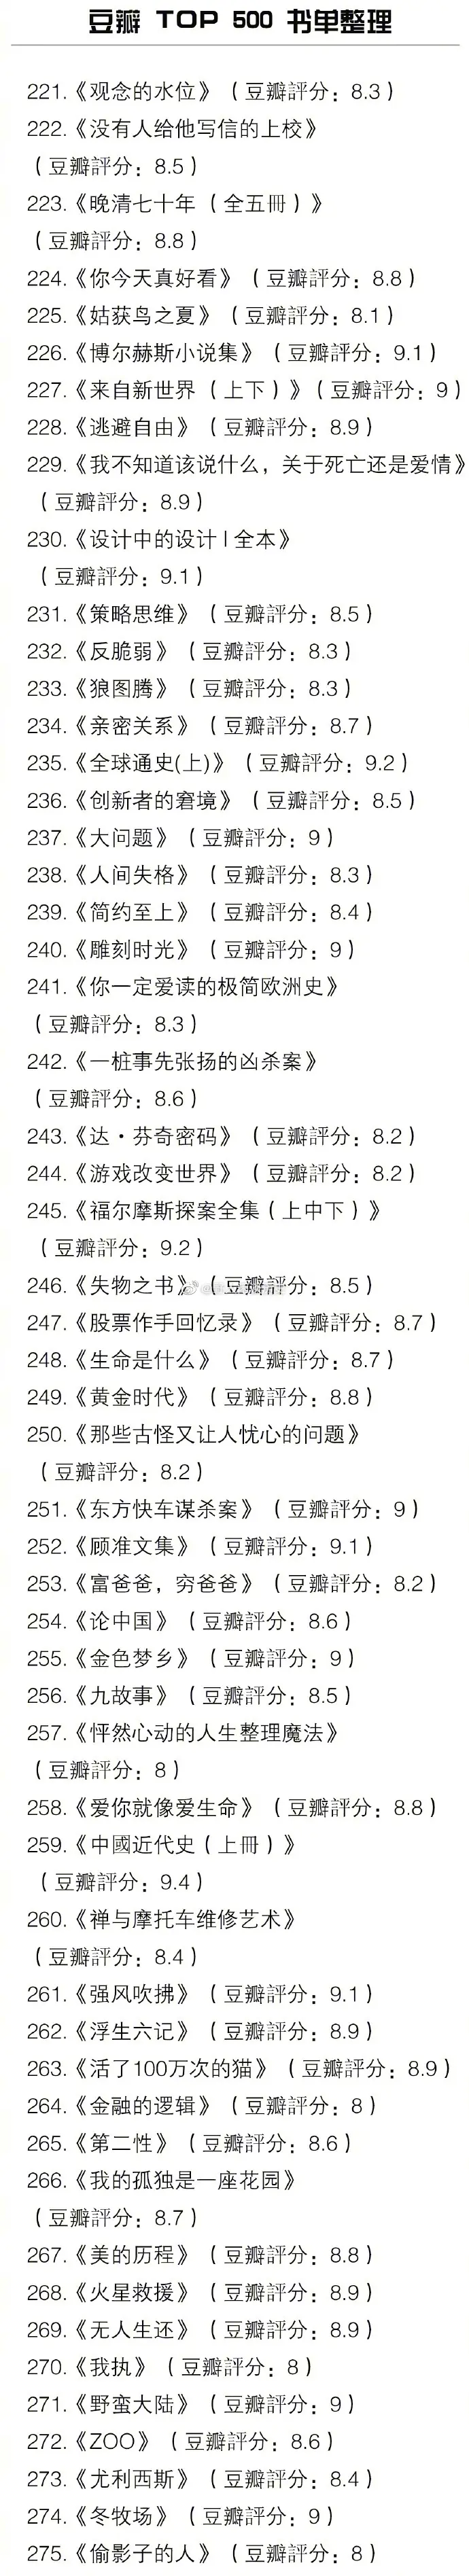 豆瓣 TOP 500 书单整理
221.《观念的水位》（豆瓣評分：8.3）
222.《没有人给他写信的上校》
（豆瓣評分：8.5）
223.《晚清七十年（全五冊）》
（豆瓣評分：8.8）
224.《你今天真好看》（豆瓣評分：8.8）
225.《姑获鸟之夏》（豆瓣評分：8.1）
226.《博尔赫斯小说集》（豆瓣評分：9.1）
227.《来自新世界（上下）》（豆瓣評分：9）
228.《逃避自由》（豆瓣評分：8.9）
229.《我不知道该说什么，关于死亡还是爱情》
（豆瓣評分：8.9）
230.《设计中的设计 | 全本》
（豆瓣評分：9.1）
231.《策略思维》（豆瓣評分：8.5）
232.《反脆弱》（豆瓣評分：8.3）
233.《狼图腾》（豆瓣評分：8.3）
234.《亲密关系》（豆瓣評分：8.7）
235.《全球通史(上)》（豆瓣評分：9.2）
236.《创新者的窘境》（豆瓣評分：8.5）
237.《大问题》（豆瓣評分：9）
238.《人间失格》（豆瓣評分：8.3）
239.《简约至上》（豆瓣評分：8.4）
240.《雕刻时光》（豆瓣評分：9）
241.《你一定爱读的极简欧洲史》
（豆瓣評分：8.3）
242.《一桩事先张扬的凶杀案》
（豆瓣評分：8.6）
243.《达·芬奇密码》（豆瓣評分：8.2）
244.《游戏改变世界》（豆瓣評分：8.2）
245.《福尔摩斯探案全集（上中下）》
（豆瓣評分：9.2）
246.《失物之书》（豆瓣評分：8.5）
247.《股票作手回忆录》（豆瓣評分：8.7）
248.《生命是什么》（豆瓣評分：8.7）
249.《黄金时代》（豆瓣評分：8.8）
250.《那些古怪又让人忧心的问题》
（豆瓣評分：8.2）
251.《东方快车谋杀案》（豆瓣評分：9）
252.《顾准文集》（豆瓣評分：9.1）
253.《富爸爸，穷爸爸》（豆瓣評分：8.2）
254.《论中国》（豆瓣評分：8.6）
255.《金色梦乡》（豆瓣評分：9）
256.《九故事》（豆瓣評分：8.5）
257.《怦然心动的人生整理魔法》
（豆瓣評分：8）
258.《爱你就像爱生命》（豆瓣評分：8.8）
259.《中國近代史（上冊）》
（豆瓣評分：9.4）
260.《禅与摩托车维修艺术》
（豆瓣評分：8.4）
261.《强风吹拂》（豆瓣評分：9.1）
262.《浮生六记》（豆瓣評分：8.9）
263.《活了100万次的猫》（豆瓣評分：8.9）
264.《金融的逻辑》（豆瓣評分：8）
265.《第二性》（豆瓣評分：8.6）
266.《我的孤独是一座花园》
（豆瓣評分：8.7）
267.《美的历程》（豆瓣評分：8.8）
268.《火星救援》（豆瓣評分：8.9）
269.《无人生还》（豆瓣評分：8.9）
270.《我执》（豆瓣評分：8）
271.《野蛮大陆》（豆瓣評分：9）
272.《ZOO》（豆瓣評分：8.6）
273.《尤利西斯》（豆瓣評分：8.4）
274.《冬牧场》（豆瓣評分：9）
275.《偷影子的人》（豆瓣評分：8）